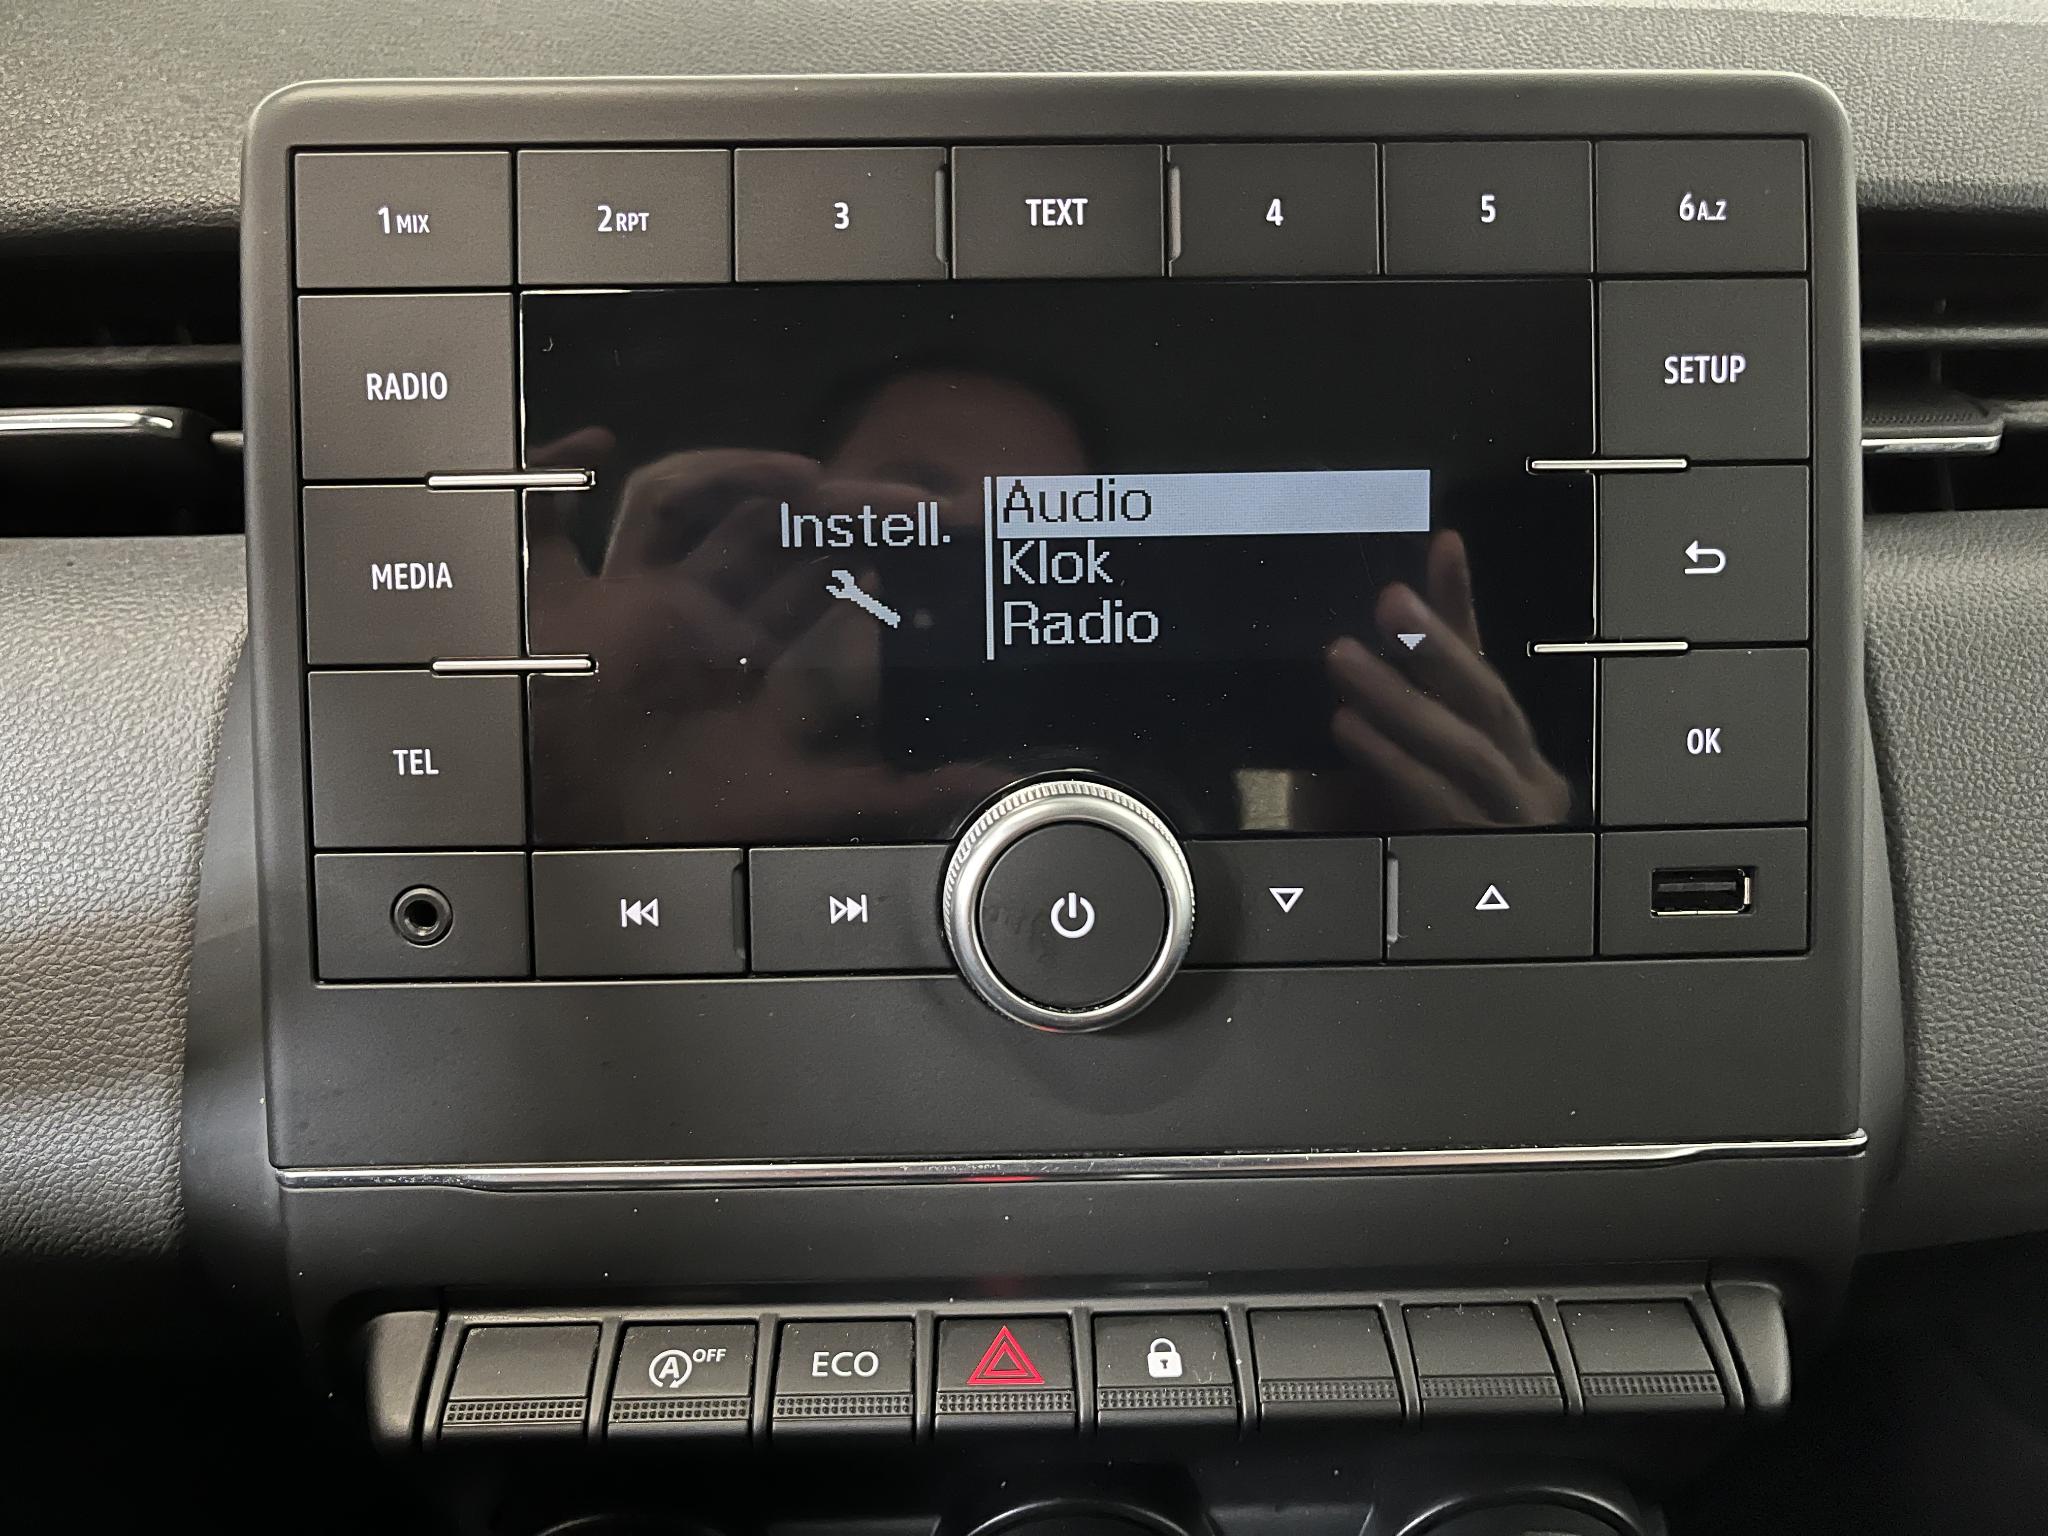 1 MIX
2 RPT
3
TEXT
4
5
6 A..Z
RADIO
SETUP
Instell.
Audio
Klok
Radio
MEDIA
TEL
OK
A OFF
ECO